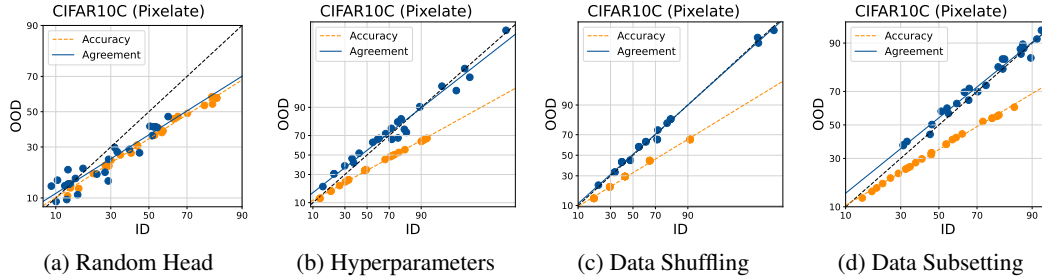 CIFAR10C (Pixelate)
90
70
50
30
10
OOD
Accuracy
Agreement
10
30
50
70
90
ID
(a) Random Head
CIFAR10C (Pixelate)
90
70
50
30
10
OOD
Accuracy
Agreement
10
30
50
70
90
ID
(b) Hyperparameters
CIFAR10C (Pixelate)
90
70
50
30
10
OOD
Accuracy
Agreement
10
30
50
70
90
ID
(c) Data Shuffling
CIFAR10C (Pixelate)
90
70
50
30
10
OOD
Accuracy
Agreement
10
30
50
70
90
ID
(d) Data Subsetting